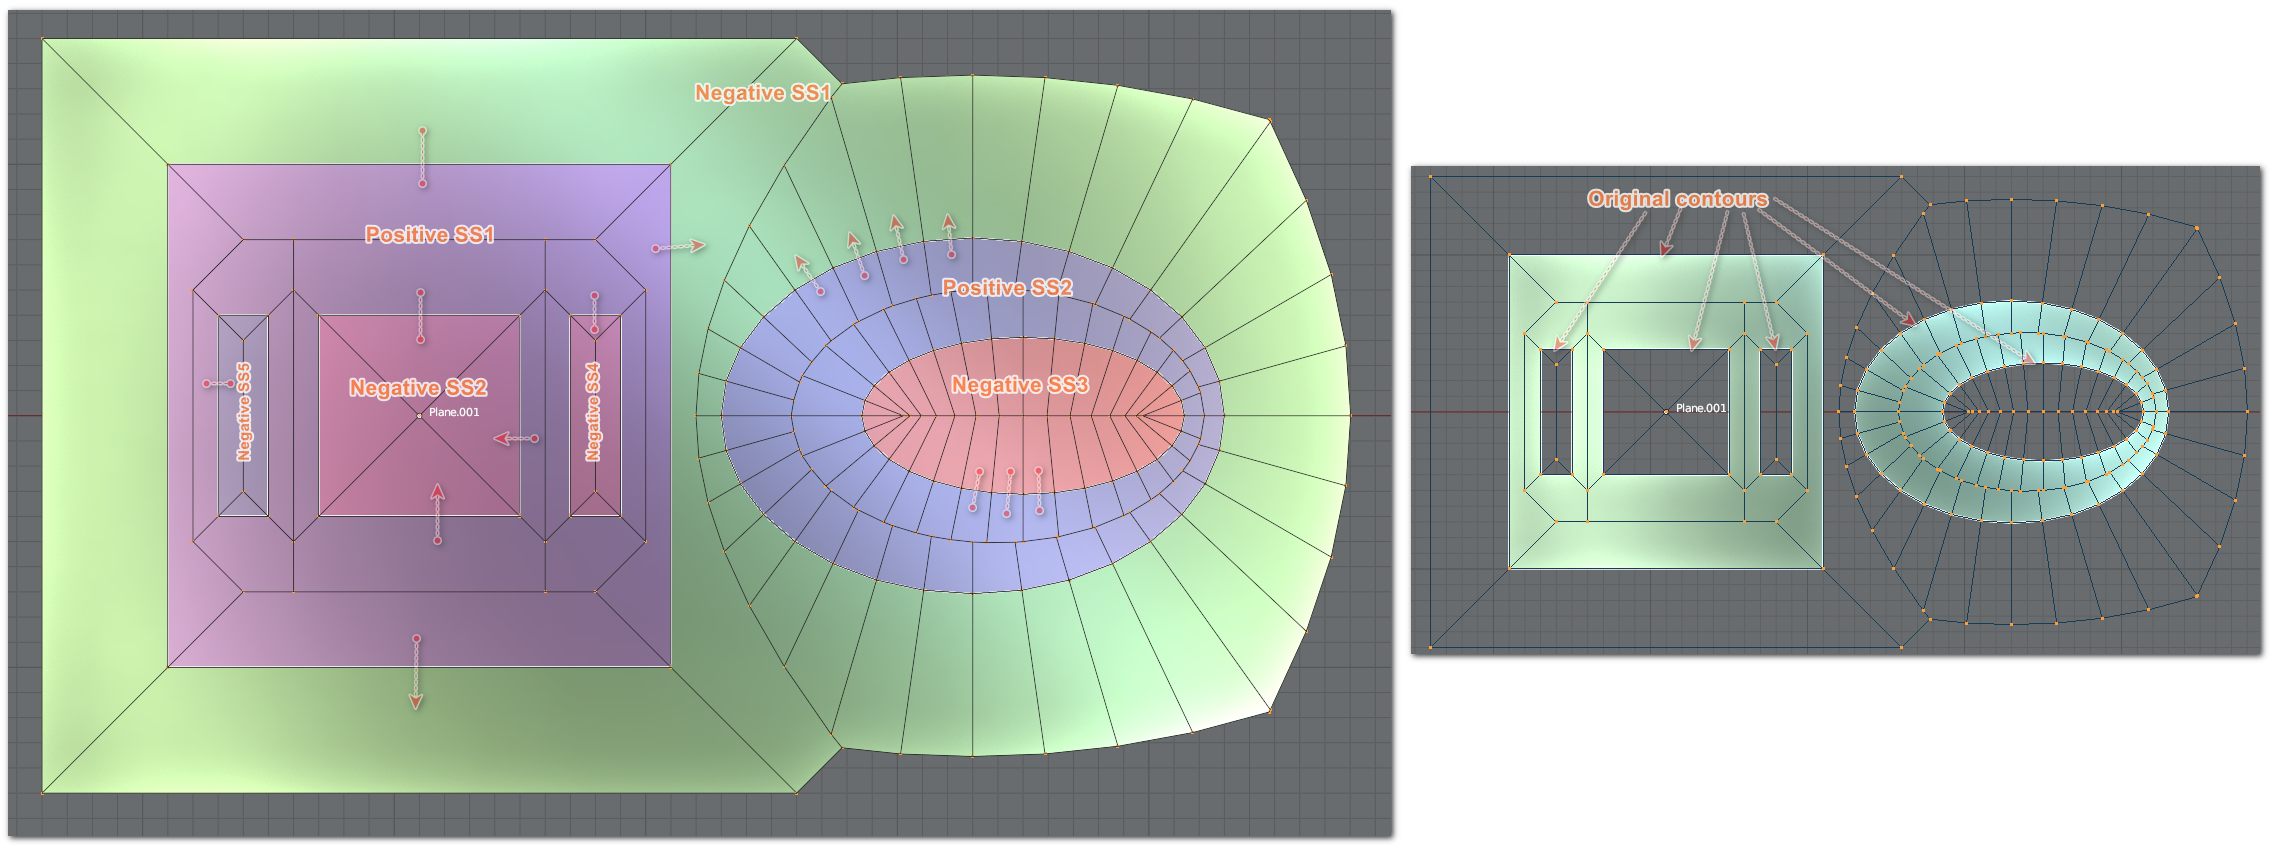 Negative SS1
Positive SS1
Positive SS2
Negative SS5
Negative SS2
Negative SS4
Negative SS3
Plane.001
Original contours
Plane.001